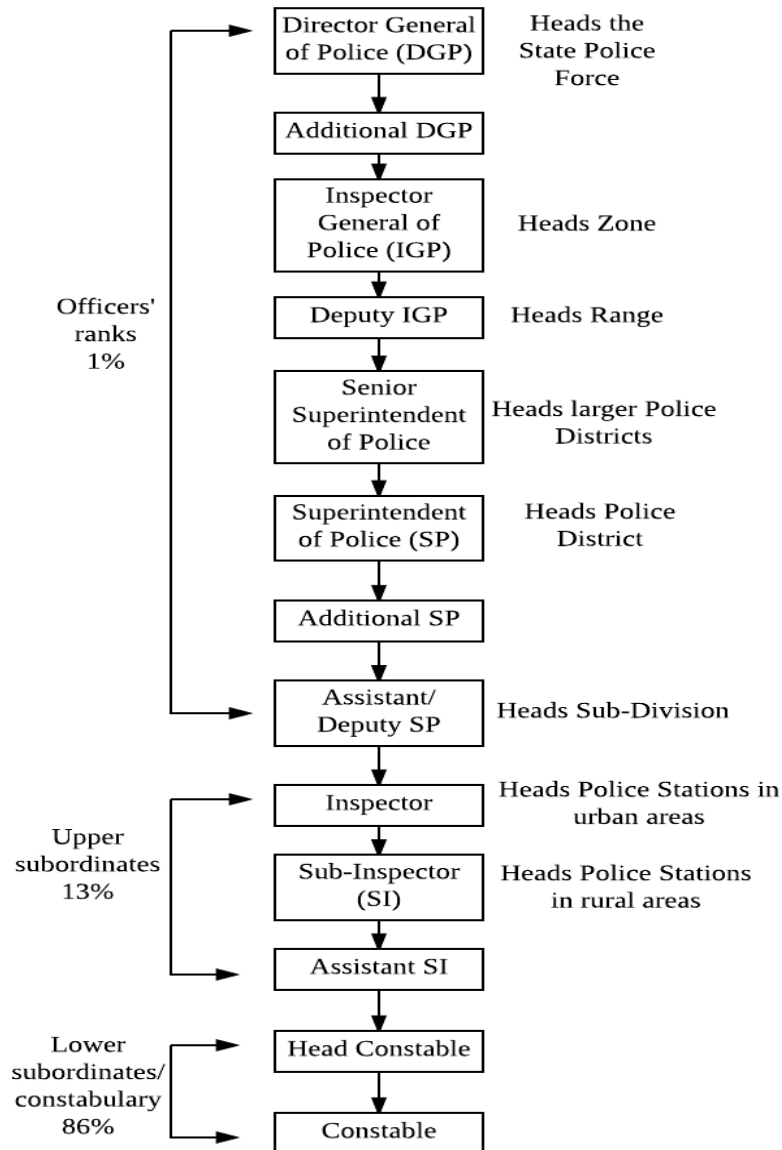 Director General
of Police (DGP)
Heads the
State Police
Force
Additional DGP
Inspector
General of
Police (IGP)
Heads Zone
Officers'
ranks
1%
Deputy IGP
Heads Range
Senior
Superintendent
of Police
Heads larger Police
Districts
Superintendent
of Police (SP)
Heads Police
District
Additional SP
Assistant/
Deputy SP
Heads Sub-Division
Upper
subordinates
13%
Inspector
Heads Police Stations in
urban areas
Sub-Inspector
(SI)
Heads Police Stations
in rural areas
Assistant SI
Lower
subordinates/
constabulary
86%
Head Constable
Constable